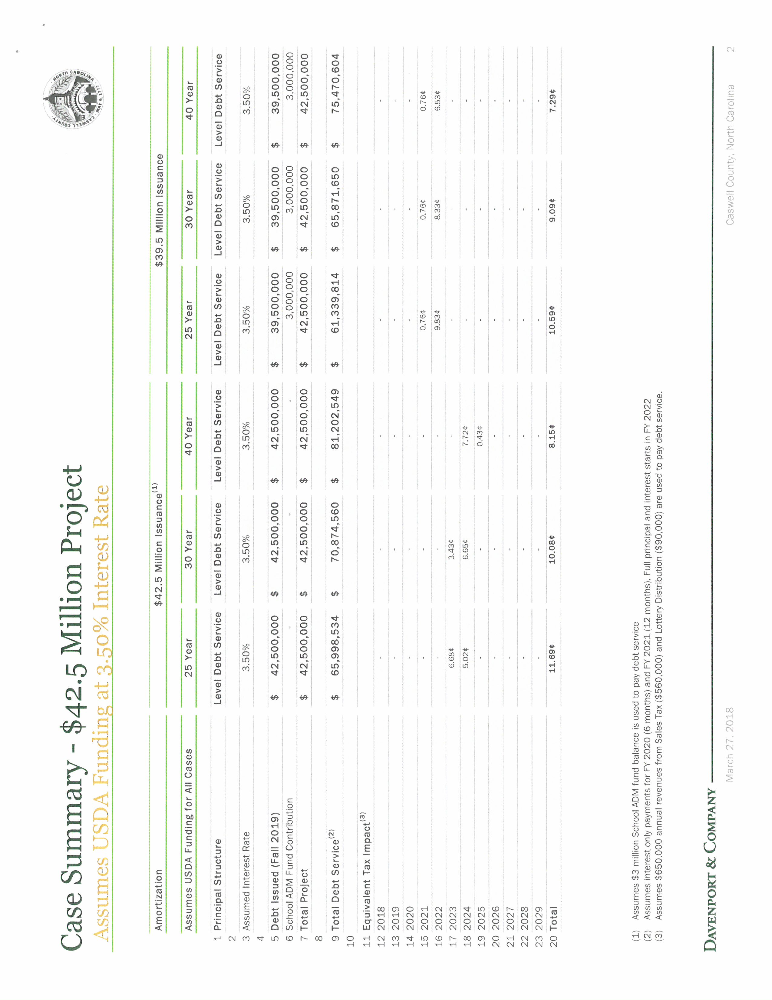 Case Summary - $42.5 Million Project
Assumes USDA Funding at 3.50% Interest Rate
CASWELL COUNTY · NORTH CAROLINA · MAY 6, 1777
Amortization $42.5 Million Issuance(1) $39.5 Million Issuance
Assumes USDA Funding for All Cases 25 Year 30 Year 40 Year 25 Year 30 Year 40 Year
1 Principal Structure Level Debt Service Level Debt Service Level Debt Service Level Debt Service Level Debt Service Level Debt Service
2
3 Assumed Interest Rate 3.50% 3.50% 3.50% 3.50% 3.50% 3.50%
4
5 Debt Issued (Fall 2019) $ 42,500,000 $ 42,500,000 $ 42,500,000 $ 39,500,000 $ 39,500,000 $ 39,500,000
6 School ADM Fund Contribution - - - 3,000,000 3,000,000 3,000,000
7 Total Project $ 42,500,000 $ 42,500,000 $ 42,500,000 $ 42,500,000 $ 42,500,000 $ 42,500,000
8
9 Total Debt Service(2) $ 65,998,534 $ 70,874,560 $ 81,202,549 $ 61,339,814 $ 65,871,650 $ 75,470,604
10
11 Equivalent Tax Impact(3)
12 2018 - - - - - -
13 2019 - - - - - -
14 2020 - - - - - -
15 2021 - - - 0.76¢ 0.76¢ 0.76¢
16 2022 - - - 9.83¢ 8.33¢ 6.53¢
17 2023 6.68¢ 3.43¢ - - - -
18 2024 5.02¢ 6.65¢ 7.72¢ - - -
19 2025 - - 0.43¢ - - -
20 2026 - - - - - -
21 2027 - - - - - -
22 2028 - - - - - -
23 2029 - - - - - -
20 Total 11.69¢ 10.08¢ 8.15¢ 10.59¢ 9.09¢ 7.29¢
(1) Assumes $3 million School ADM fund balance is used to pay debt service
(2) Assumes interest only payments for FY 2020 (6 months) and FY 2021 (12 months). Full principal and interest starts in FY 2022
(3) Assumes $650,000 annual revenues from Sales Tax ($560,000) and Lottery Distribution ($90,000) are used to pay debt service.
DAVENPORT & COMPANY
March 27, 2018 Caswell County, North Carolina 2